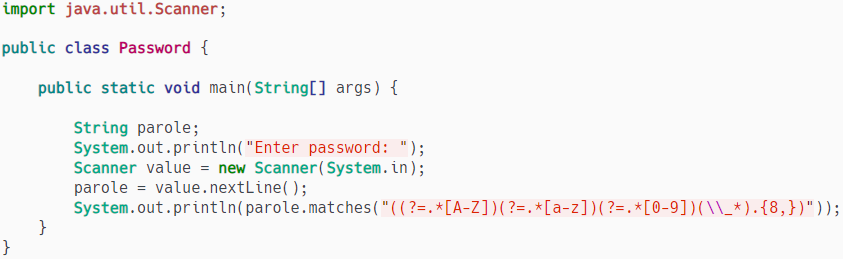 import java.util.Scanner;
public class Password {
public static void main(String[] args) {
String parole;
System.out.println("Enter password: ");
Scanner value = new Scanner(System.in);
parole = value.nextLine();
System.out.println(parole.matches("((?=.*[A-Z])(?=.*[a-z])(?=.*[0-9])(\\_*).{8,})"));
}
}